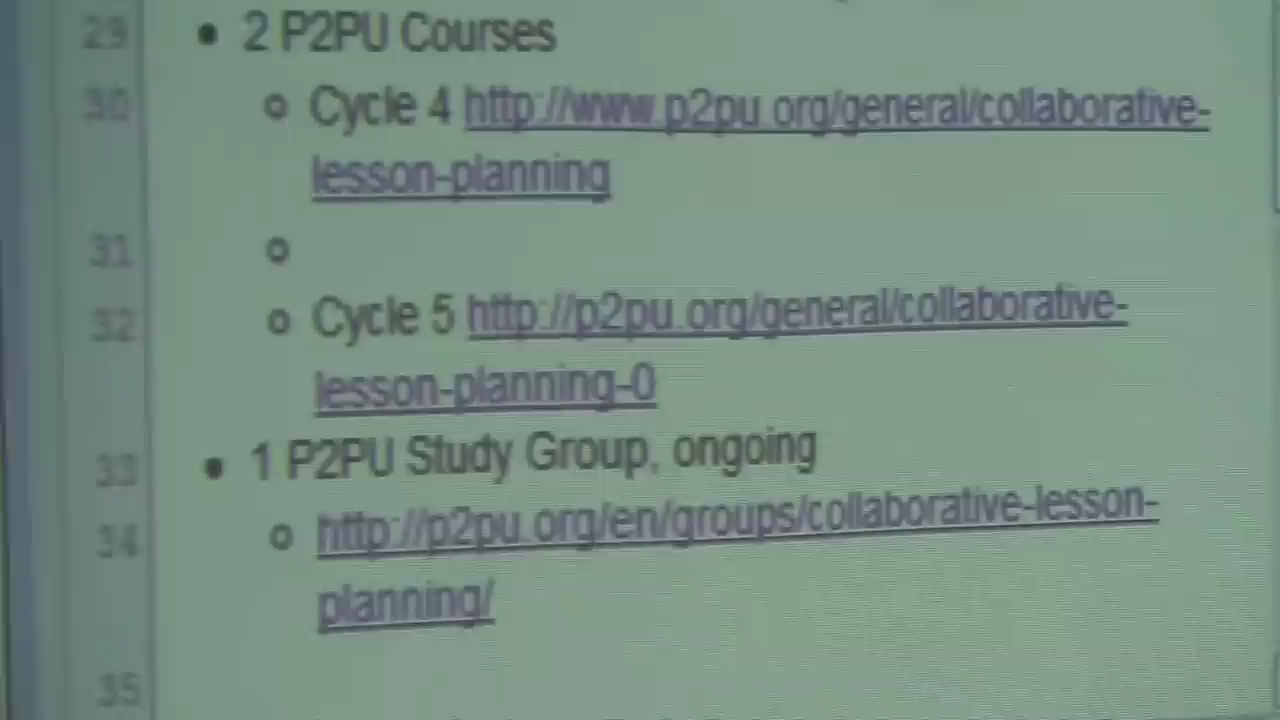 29 • 2 P2PU Courses
30 o Cycle 4 http://www.p2pu.org/general/collaborative-
lesson-planning
31 o
32 o Cycle 5 http://p2pu.org/general/collaborative-
lesson-planning-0
33 • 1 P2PU Study Group, ongoing
34 o http://p2pu.org/en/groups/collaborative-lesson-
planning/
35